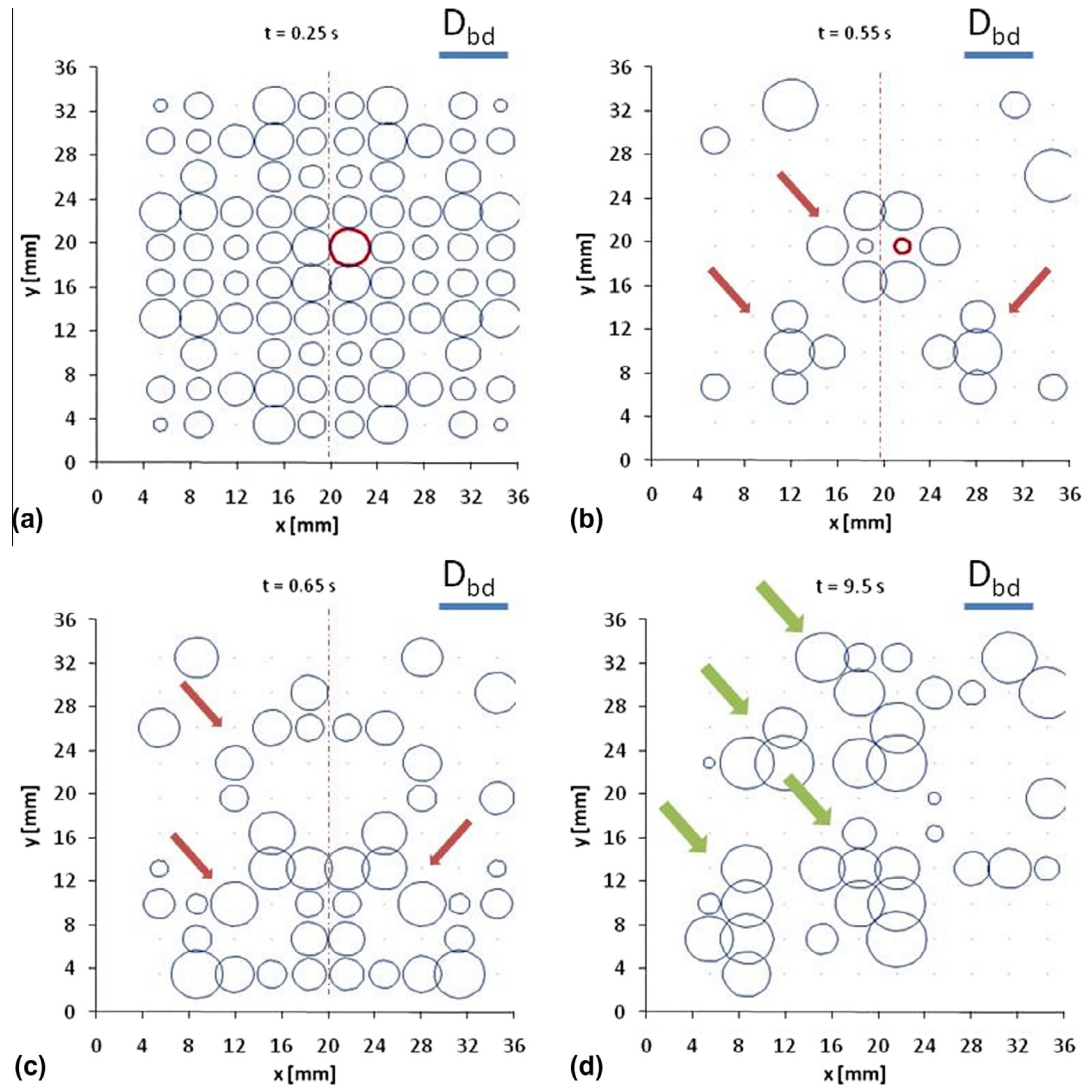 D_bd
t = 0.25 s
y [mm]
36
32
28
24
20
16
12
8
4
0
0 4 8 12 16 20 24 28 32 36
x [mm]
(a)
D_bd
t = 0.55 s
y [mm]
36
32
28
24
20
16
12
8
4
0
0 4 8 12 16 20 24 28 32 36
x [mm]
(b)
D_bd
t = 0.65 s
y [mm]
36
32
28
24
20
16
12
8
4
0
0 4 8 12 16 20 24 28 32 36
x [mm]
(c)
D_bd
t = 9.5 s
y [mm]
36
32
28
24
20
16
12
8
4
0
0 4 8 12 16 20 24 28 32 36
x [mm]
(d)